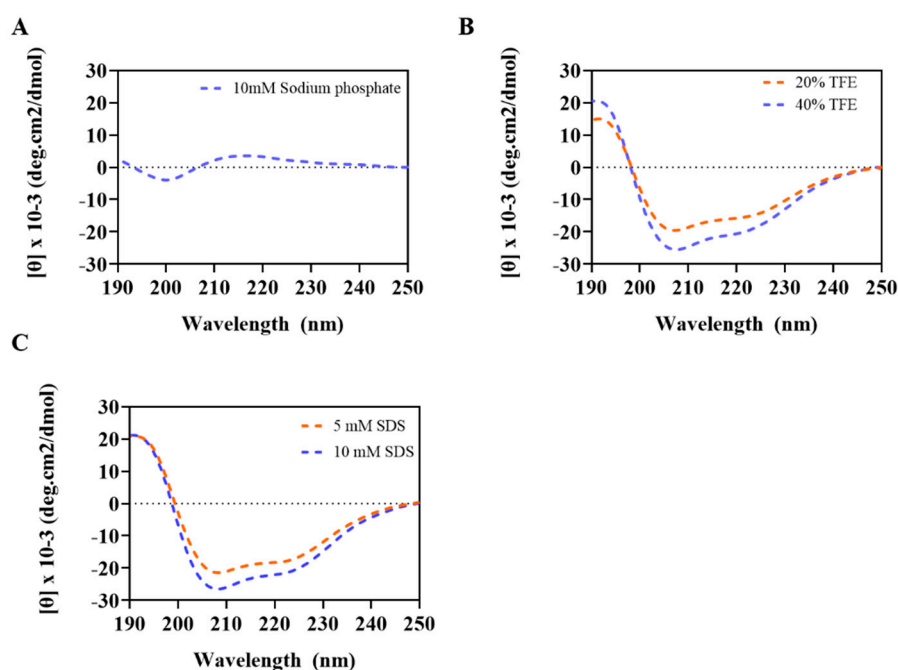 A
[θ] x 10-3 (deg.cm2/dmol)
30
20
10
0
-10
-20
-30
10mM Sodium phosphate
190 200 210 220 230 240 250
Wavelength (nm)
B
[θ] x 10-3 (deg.cm2/dmol)
30
20
10
0
-10
-20
-30
20% TFE
40% TFE
190 200 210 220 230 240 250
Wavelength (nm)
C
[θ] x 10-3 (deg.cm2/dmol)
30
20
10
0
-10
-20
-30
5 mM SDS
10 mM SDS
190 200 210 220 230 240 250
Wavelength (nm)